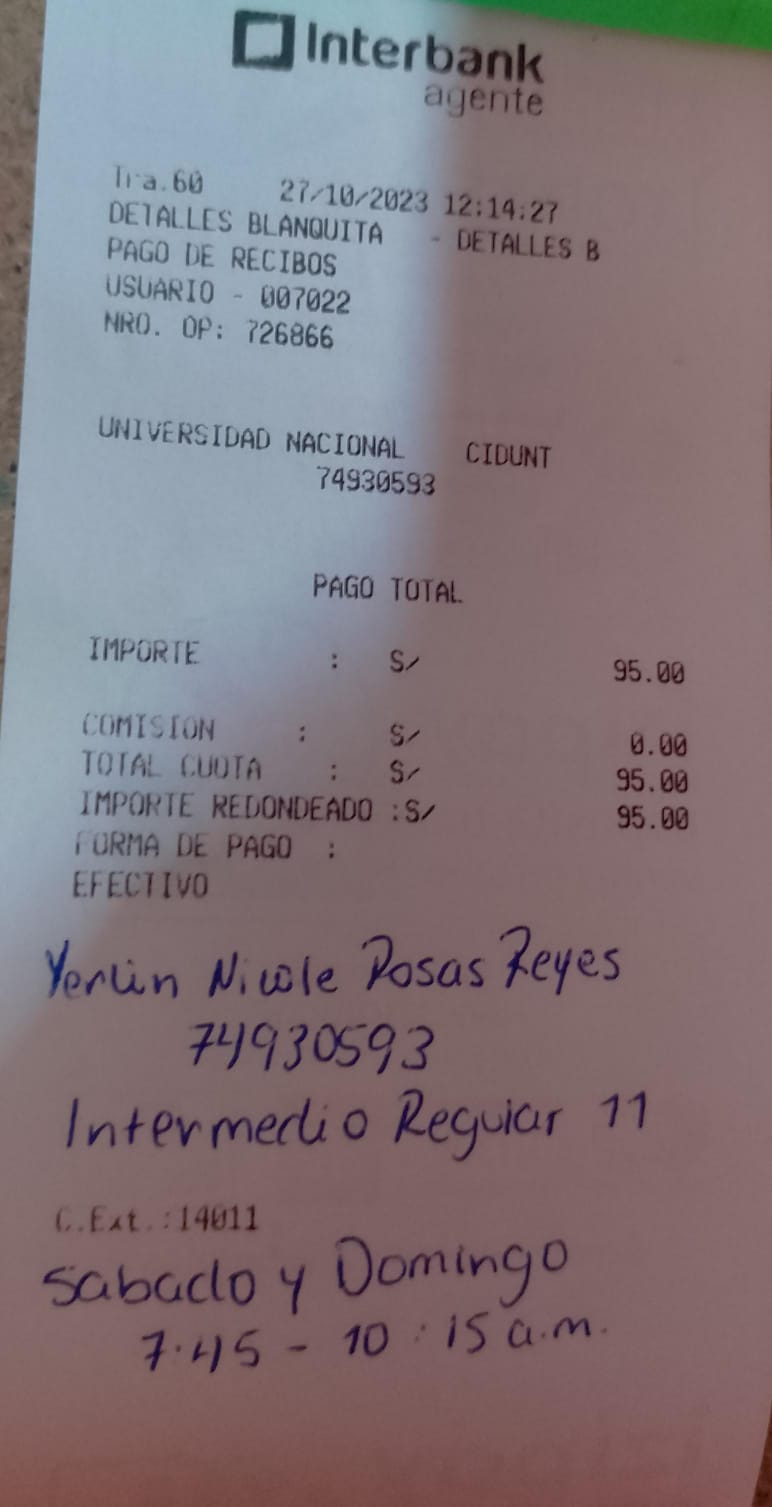 Interbank
agente
Tra.60 27/10/2023 12:14:27
DETALLES BLANQUITA - DETALLES B
PAGO DE RECIBOS
USUARIO - 007022
NRO. OP: 726866
UNIVERSIDAD NACIONAL CIDUNT
74930593
PAGO TOTAL
IMPORTE : S/ 95.00
COMISION : S/ 0.00
TOTAL CUOTA : S/ 95.00
IMPORTE REDONDEADO :S/ 95.00
FORMA DE PAGO :
EFECTIVO
Yerlin Nicole Rosas Reyes
74930593
Intermedio Regular 11
C.Ext.:14011
Sabado y Domingo
7:45 - 10:15 a.m.